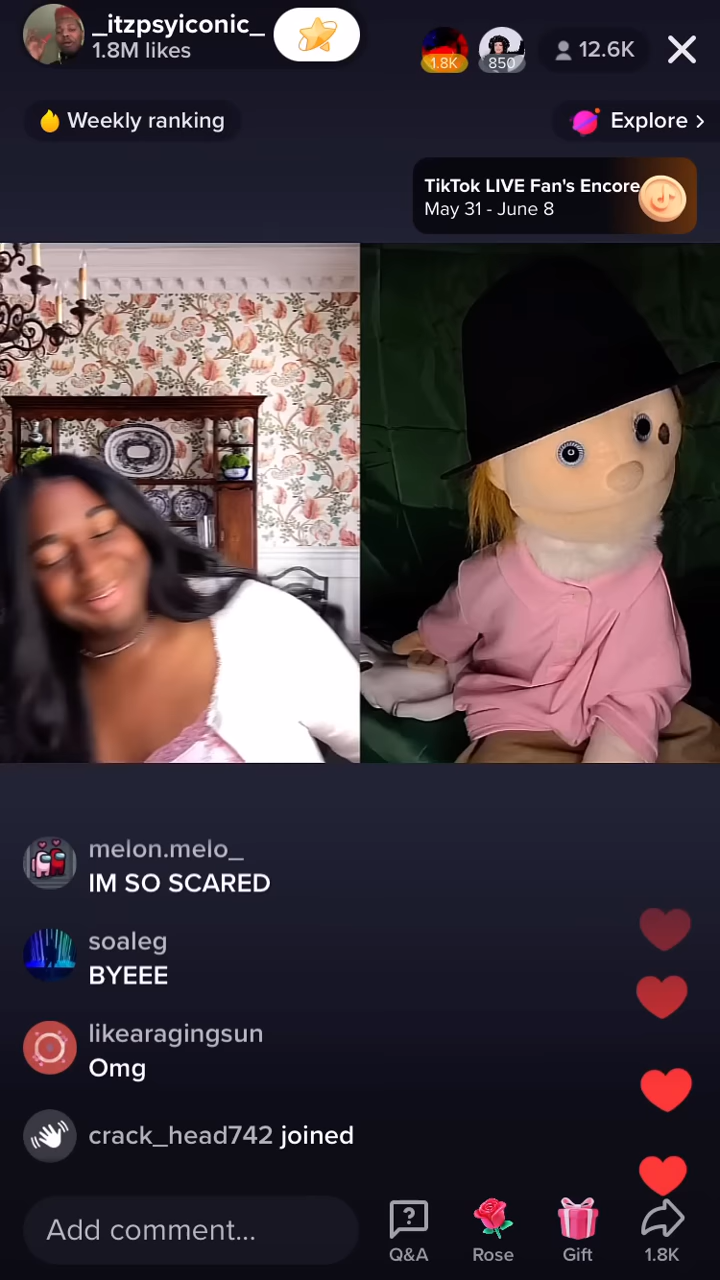 _itzpsyiconic_
1.8M likes
1.8K
850
12.6K
Weekly ranking
Explore
TikTok LIVE Fan's Encore
May 31 - June 8
melon.melo_
IM SO SCARED
soaleg
BYEEE
likearagingsun
Omg
crack_head742 joined
Add comment...
Q&A
Rose
Gift
1.8K